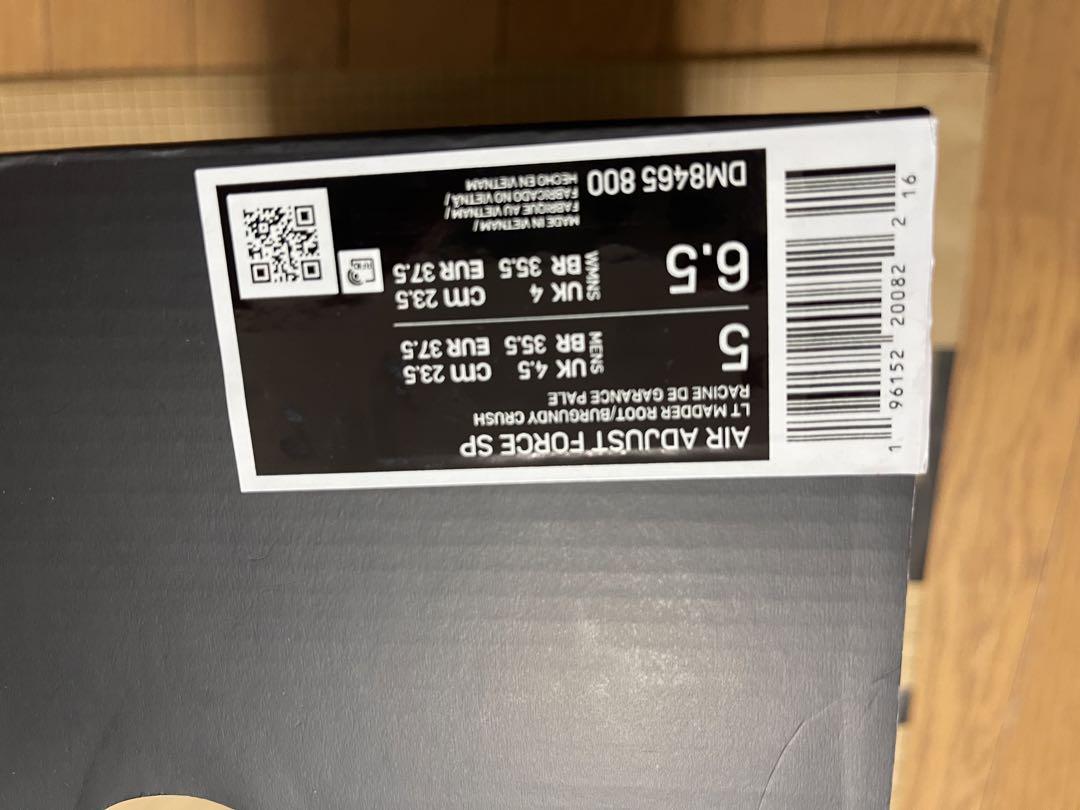 AIR ADJUST FORCE SP
LT MADDER ROOT/BURGUNDY CRUSH
RACINE DE GARANCE PALE
5 MENS UK 4.5 cm 23.5
BR 35.5 EUR 37.5
6.5 WMNS UK 4 cm 23.5
BR 35.5 EUR 37.5
RFID
DM8465 800
MADE IN VIETNAM /
FABRIQUE AU VIETNAM /
FABRICADO NO VIETNÃ /
HECHO EN VIETNAM
1 96152 20082 2 16